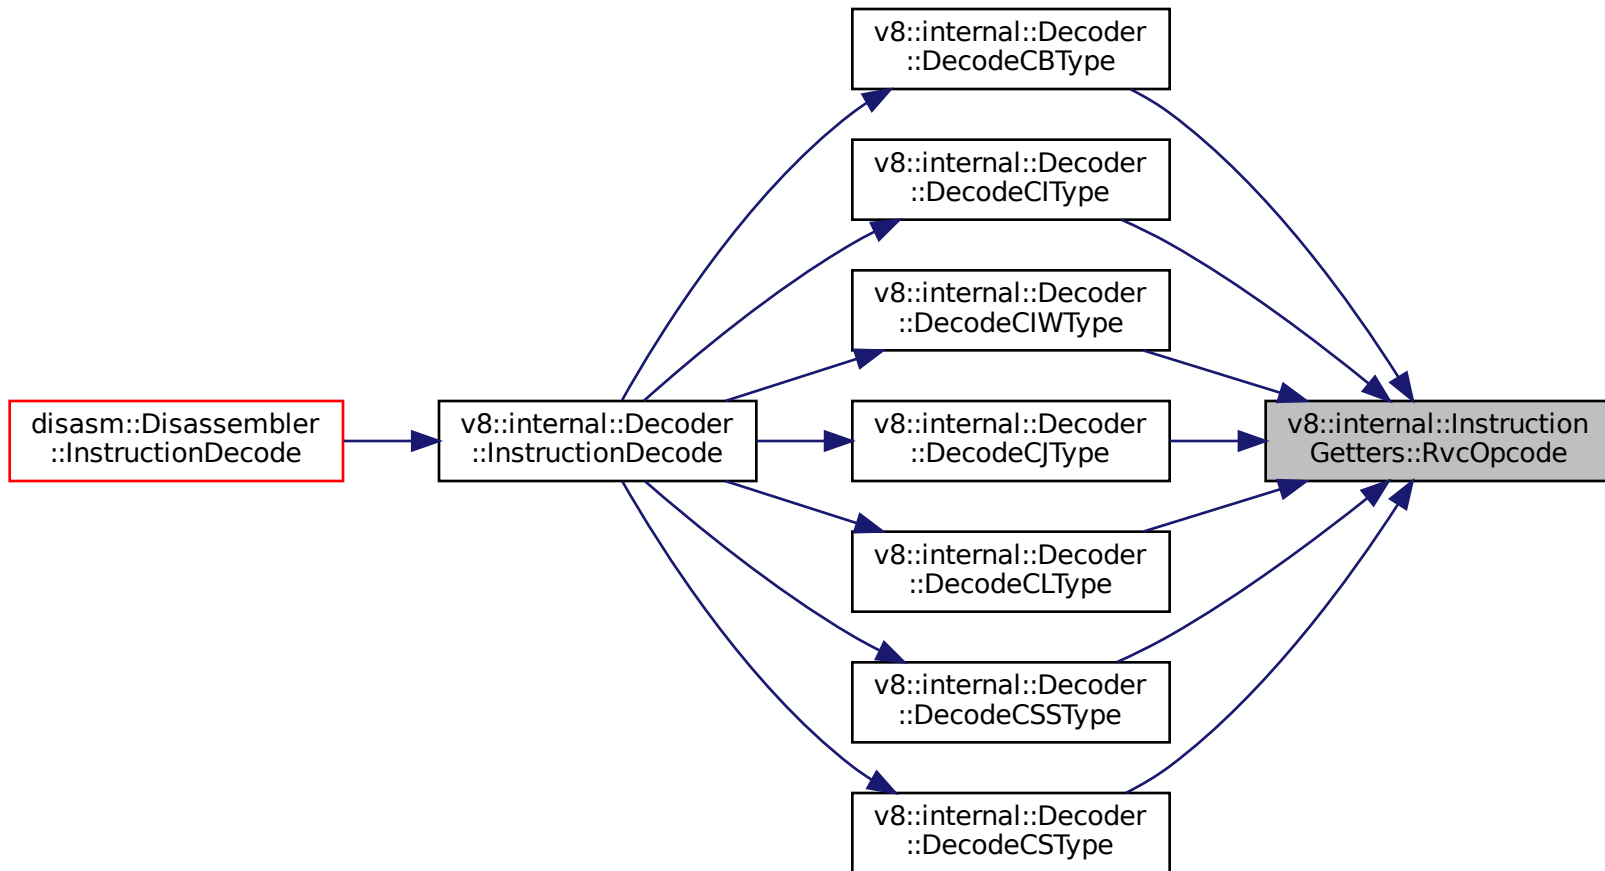 v8::internal::Decoder
::DecodeCBType
v8::internal::Decoder
::DecodeCIType
v8::internal::Decoder
::DecodeCIWType
disasm::Disassembler
::InstructionDecode
v8::internal::Decoder
::InstructionDecode
v8::internal::Decoder
::DecodeCJType
v8::internal::Instruction
Getters::RvcOpcode
v8::internal::Decoder
::DecodeCLType
v8::internal::Decoder
::DecodeCSSType
v8::internal::Decoder
::DecodeCSType